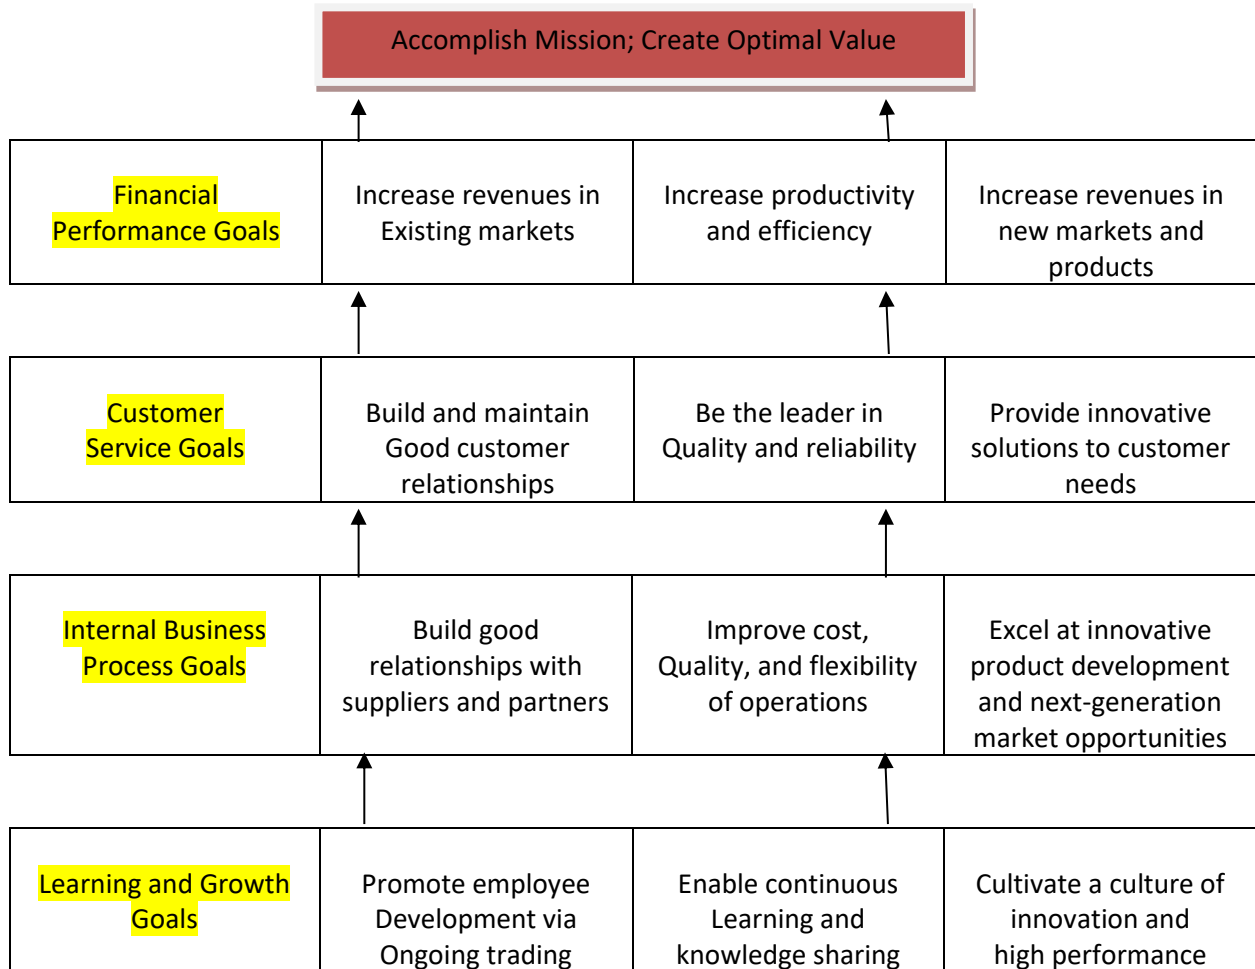 Accomplish Mission; Create Optimal Value
Financial
Performance Goals
Increase revenues in
Existing markets
Increase productivity
and efficiency
Increase revenues in
new markets and
products
Customer
Service Goals
Build and maintain
Good customer
relationships
Be the leader in
Quality and reliability
Provide innovative
solutions to customer
needs
Internal Business
Process Goals
Build good
relationships with
suppliers and partners
Improve cost,
Quality, and flexibility
of operations
Excel at innovative
product development
and next-generation
market opportunities
Learning and Growth
Goals
Promote employee
Development via
Ongoing trading
Enable continuous
Learning and
knowledge sharing
Cultivate a culture of
innovation and
high performance